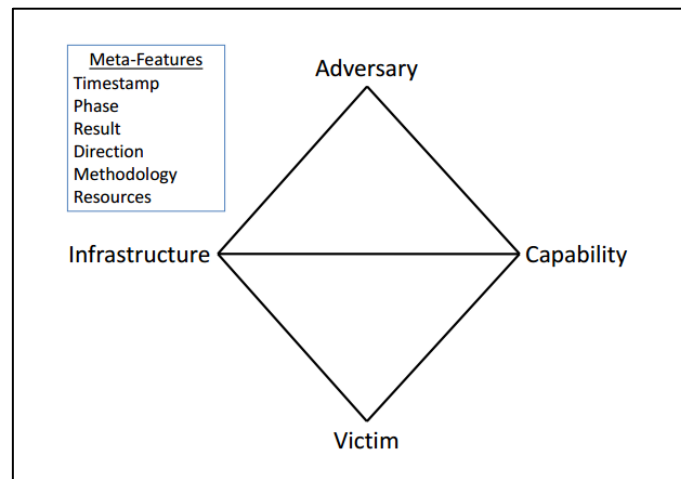 Meta-Features
Timestamp
Phase
Result
Direction
Methodology
Resources
Adversary
Infrastructure
Capability
Victim